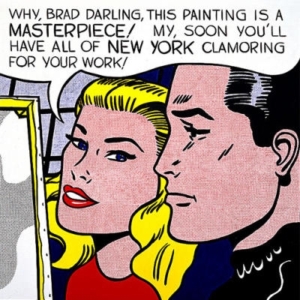 WHY, BRAD DARLING, THIS PAINTING IS A
MASTERPIECE! MY, SOON YOU'LL
HAVE ALL OF NEW YORK CLAMORING
FOR YOUR WORK!